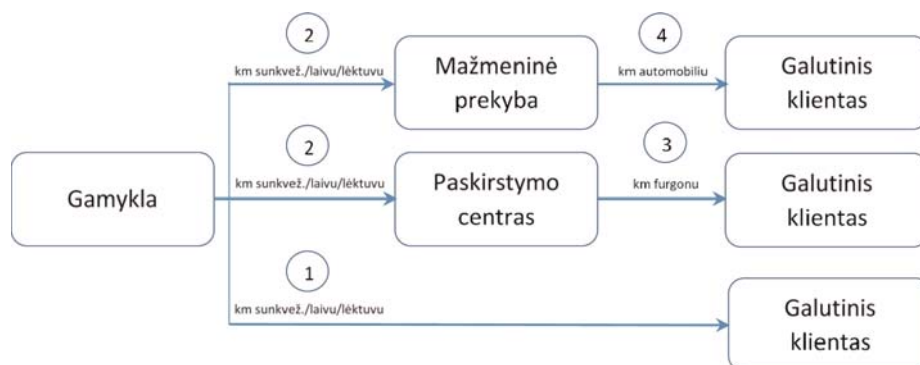 2
km sunkvež./laivu/lėktuvu
Mažmeninė
prekyba
4
km automobiliu
Galutinis
klientas
Gamykla
2
km sunkvež./laivu/lėktuvu
Paskirstymo
centras
3
km furgonu
Galutinis
klientas
1
km sunkvež./laivu/lėktuvu
Galutinis
klientas